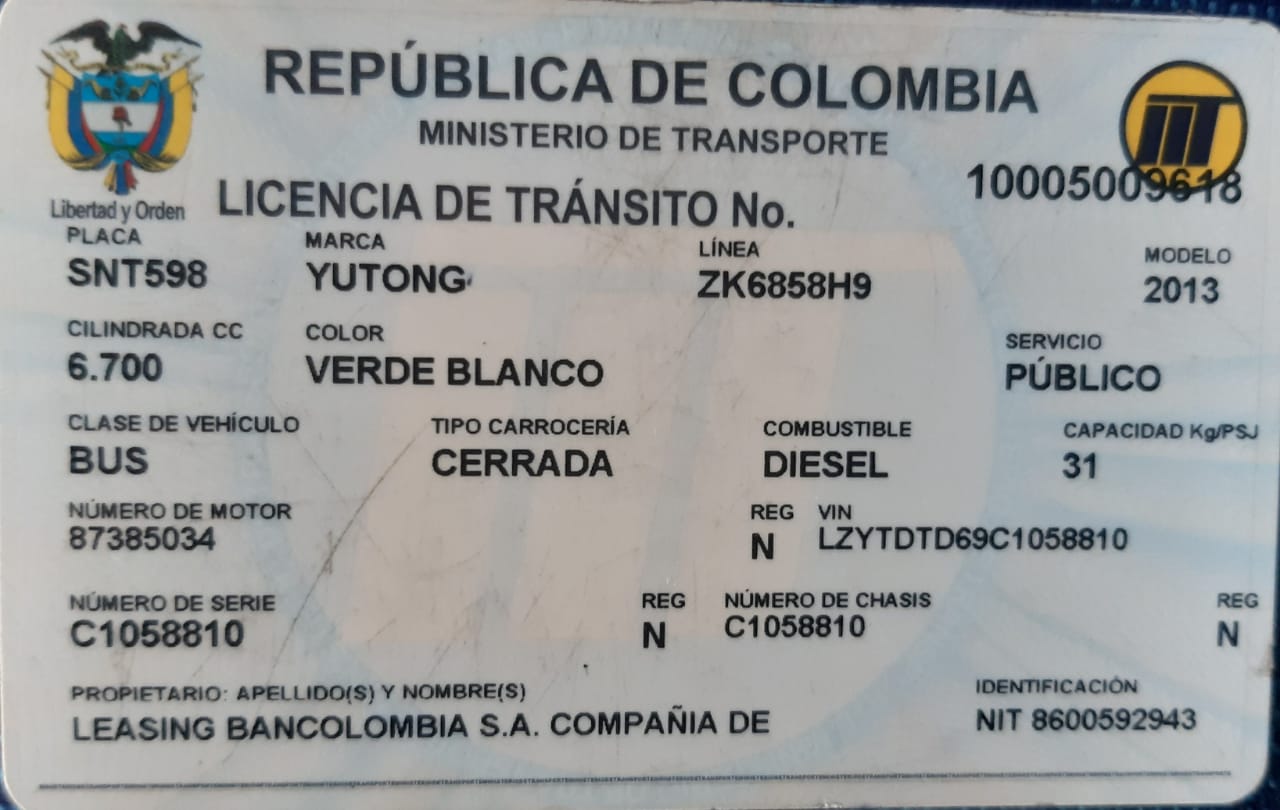 REPÚBLICA DE COLOMBIA
MINISTERIO DE TRANSPORTE
Libertad y Orden
LICENCIA DE TRÁNSITO No. 10005009618
PLACA MARCA LÍNEA MODELO
SNT598 YUTONG ZK6858H9 2013
CILINDRADA CC COLOR SERVICIO
6.700 VERDE BLANCO PÚBLICO
CLASE DE VEHÍCULO TIPO CARROCERÍA COMBUSTIBLE CAPACIDAD Kg/PSJ
BUS CERRADA DIESEL 31
NÚMERO DE MOTOR REG VIN
87385034 N LZYTDTD69C1058810
NÚMERO DE SERIE REG NÚMERO DE CHASIS REG
C1058810 N C1058810 N
PROPIETARIO: APELLIDO(S) Y NOMBRE(S) IDENTIFICACIÓN
LEASING BANCOLOMBIA S.A. COMPAÑIA DE NIT 8600592943